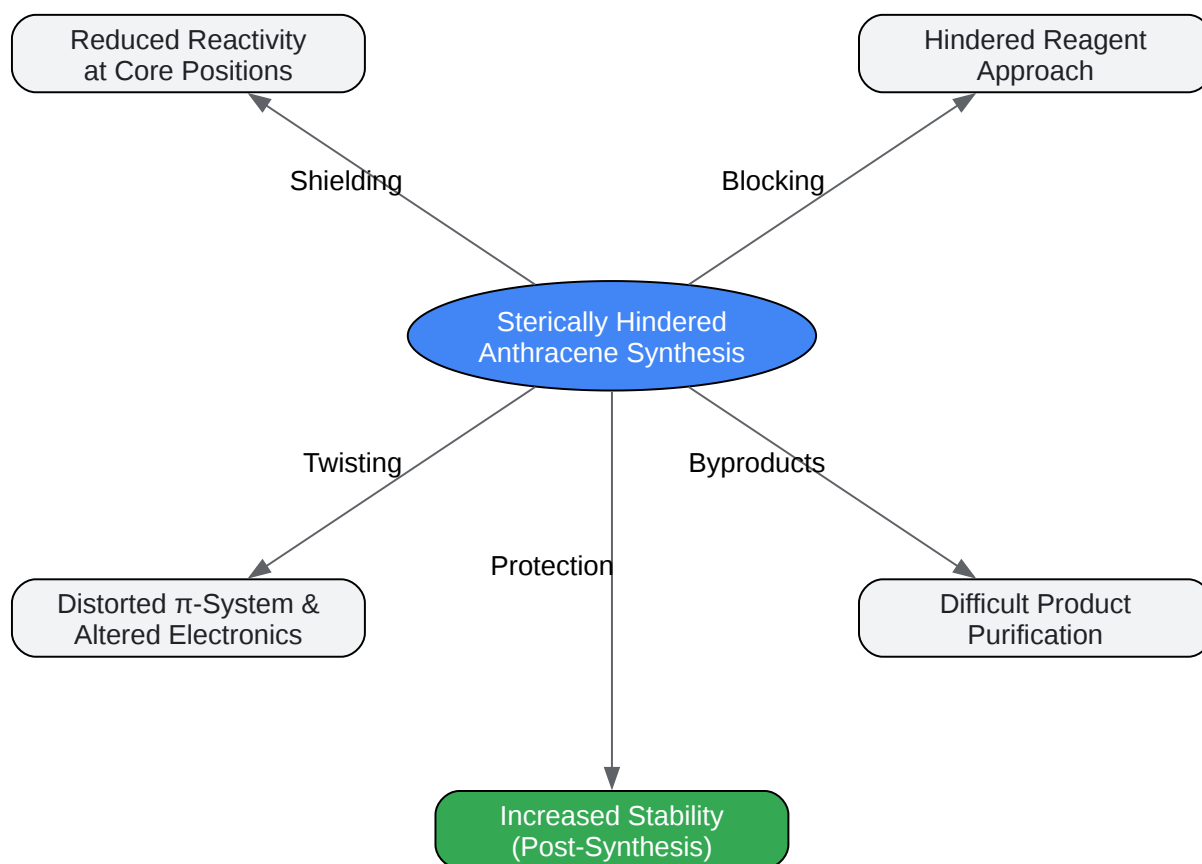 Reduced Reactivity
at Core Positions
Hindered Reagent
Approach
Shielding
Blocking
Sterically Hindered
Anthracene Synthesis
Twisting
Byproducts
Protection
Distorted π-System &
Altered Electronics
Difficult Product
Purification
Increased Stability
(Post-Synthesis)